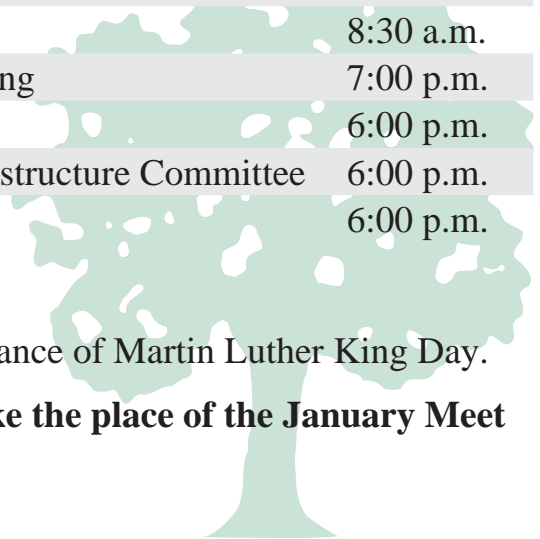 8:30 a.m.
ng 7:00 p.m.
6:00 p.m.
structure Committee 6:00 p.m.
6:00 p.m.
ance of Martin Luther King Day.
ke the place of the January Meet